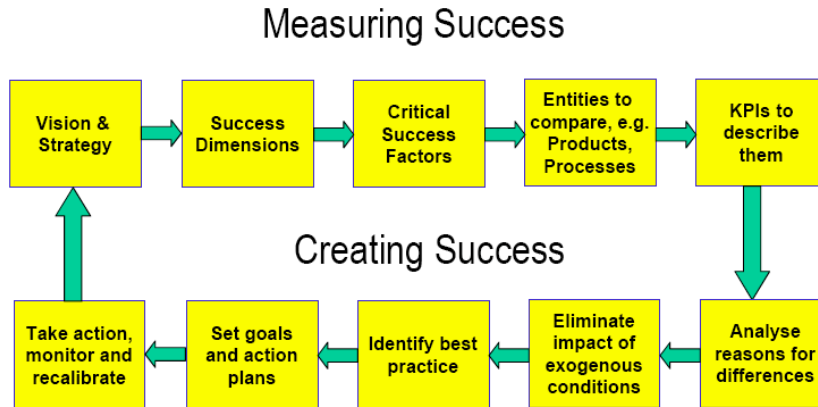 Measuring Success
Vision &
Strategy
Success
Dimensions
Critical
Success
Factors
Entities to
compare, e.g.
Products,
Processes
KPIs to
describe
them
Creating Success
Take action,
monitor and
recalibrate
Set goals
and action
plans
Identify best
practice
Eliminate
impact of
exogenous
conditions
Analyse
reasons for
differences